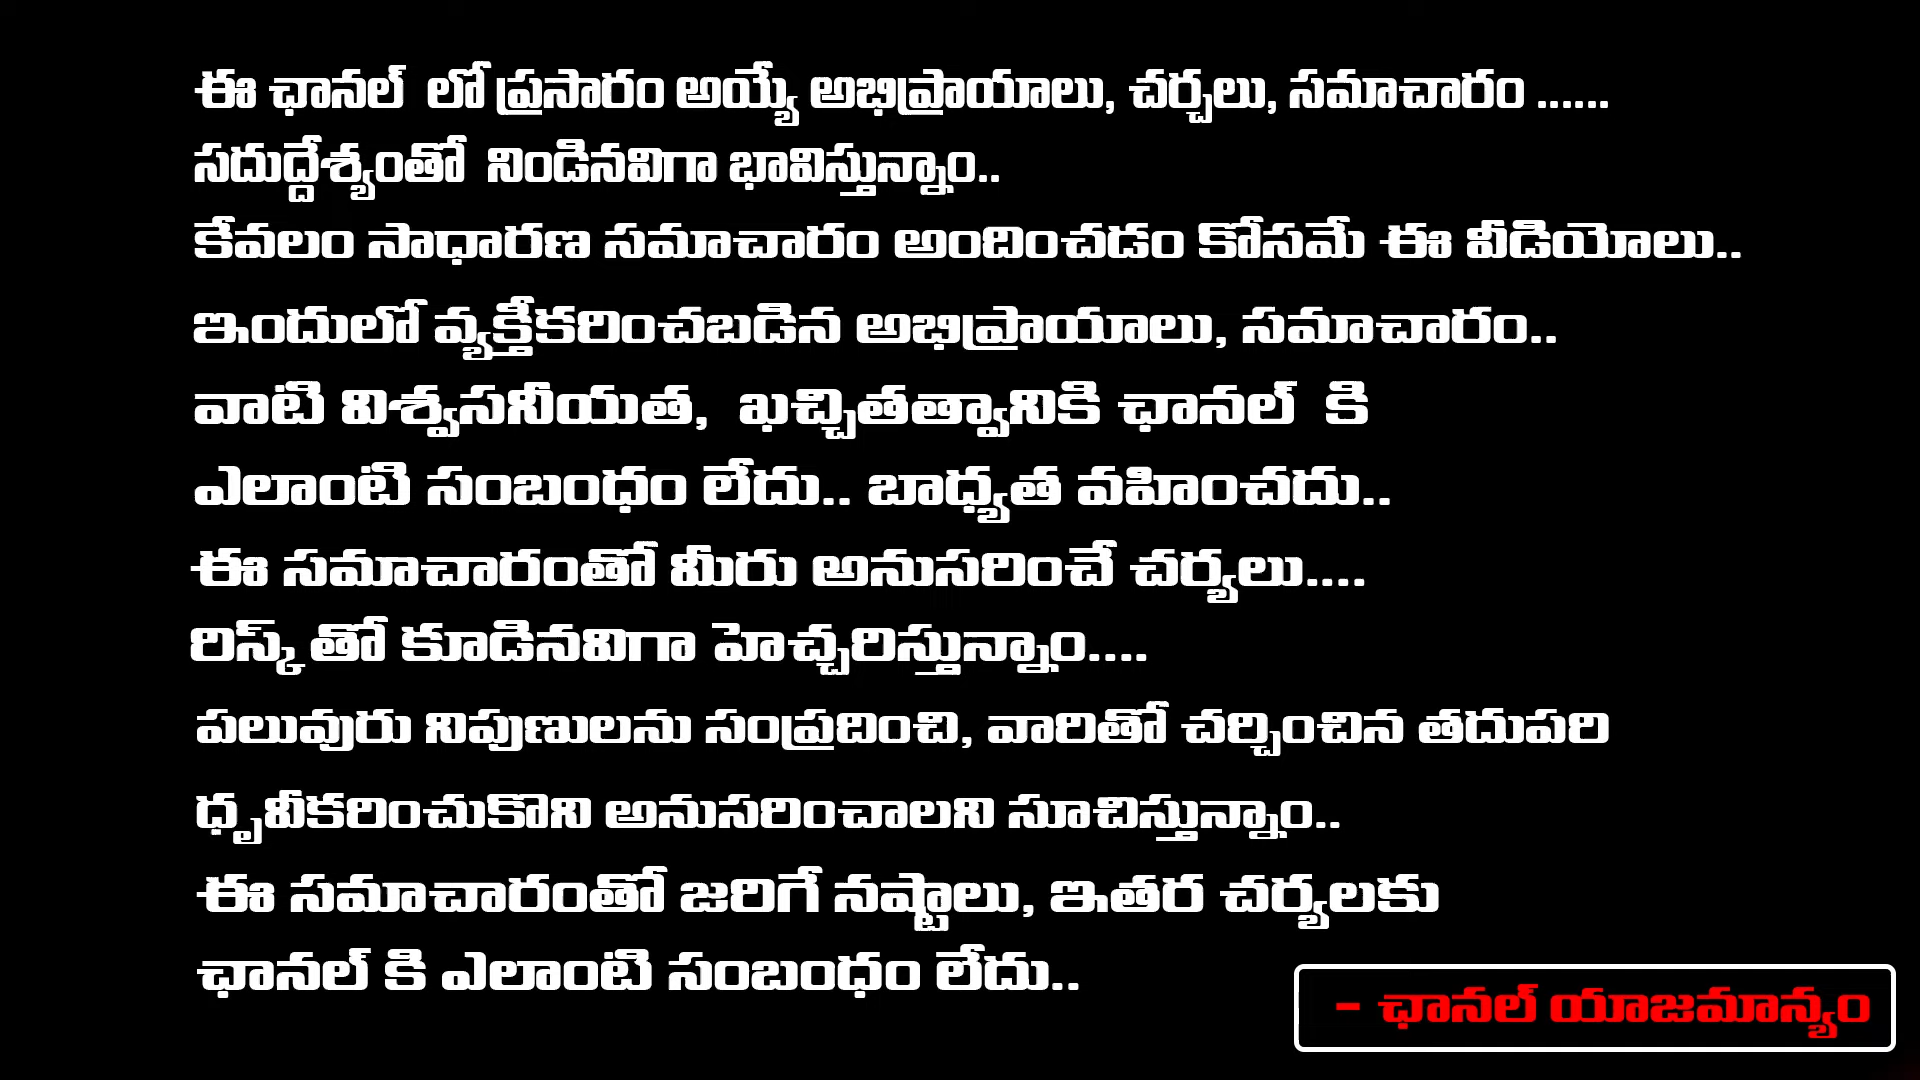 ఈ ఛానల్ లో ప్రసారం అయ్యే అభిప్రాయాలు, చర్చలు, సమాచారం ......
సదుద్దేశ్యంతో నిండినవిగా భావిస్తున్నాం..
కేవలం సాధారణ సమాచారం అందించడం కోసమే ఈ వీడియోలు..
ఇందులో వ్యక్తీకరించబడిన అభిప్రాయాలు, సమాచారం..
వాటి విశ్వసనీయత, ఖచ్చితత్వానికి ఛానల్ కి
ఎలాంటి సంబంధం లేదు.. బాధ్యత వహించదు..
ఈ సమాచారంతో మీరు అనుసరించే చర్యలు....
రిస్క్ తో కూడినవిగా హెచ్చరిస్తున్నాం....
పలువురు నిపుణులను సంప్రదించి, వారితో చర్చించిన తదుపరి
ధృవీకరించుకొని అనుసరించాలని సూచిస్తున్నాం..
ఈ సమాచారంతో జరిగే నష్టాలు, ఇతర చర్యలకు
ఛానల్ కి ఎలాంటి సంబంధం లేదు..
- ఛానల్ యాజమాన్యం